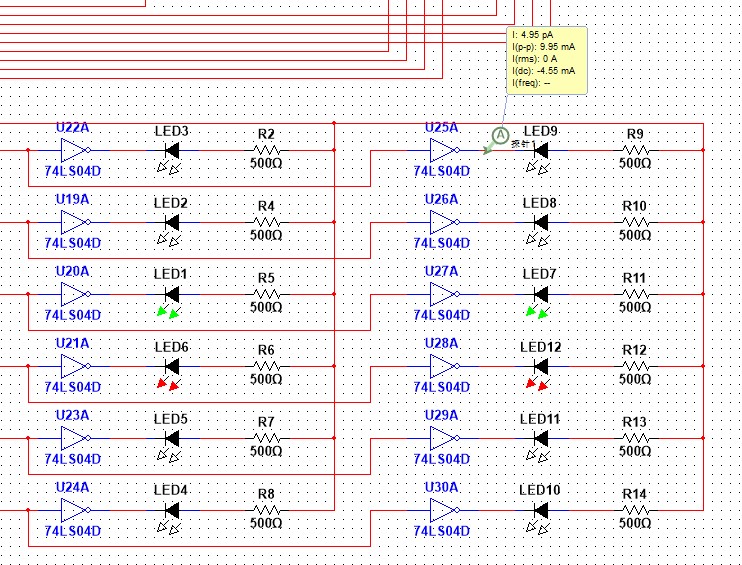 I: 4.95 pA
I(p-p): 9.95 mA
I(rms): 0 A
I(dc): -4.55 mA
I(freq): --
A
探针1
U22A
74LS04D
LED3
R2
500Ω
U25A
74LS04D
LED9
R9
500Ω
U19A
74LS04D
LED2
R4
500Ω
U26A
74LS04D
LED8
R10
500Ω
U20A
74LS04D
LED1
R5
500Ω
U27A
74LS04D
LED7
R11
500Ω
U21A
74LS04D
LED6
R6
500Ω
U28A
74LS04D
LED12
R12
500Ω
U23A
74LS04D
LED5
R7
500Ω
U29A
74LS04D
LED11
R13
500Ω
U24A
74LS04D
LED4
R8
500Ω
U30A
74LS04D
LED10
R14
500Ω